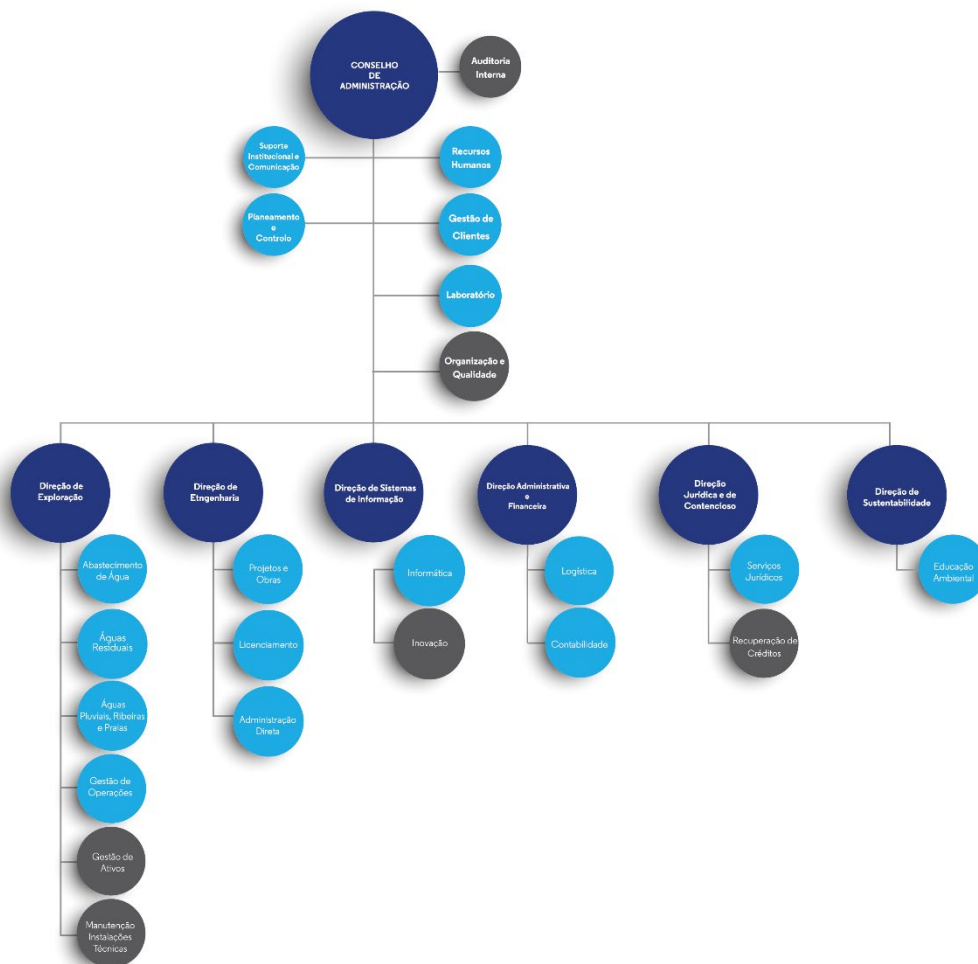 CONSELHO
DE
ADMINISTRAÇÃO
Auditoria
Interna
Suporte
Institucional e
Comunicação
Recursos
Humanos
Planeamento
e
Controlo
Gestão de
Clientes
Laboratório
Organização e
Qualidade
Direção de
Exploração
Direção de
Etngenharia
Direção de Sistemas
de Informação
Direção Administrativa
e
Financeira
Direção
Jurídica e de
Contencioso
Direção de
Sustentabilidade
Abastecimento
de Água
Águas
Residuais
Águas
Pluviais, Ribeiras
e Praias
Gestão de
Operações
Gestão de
Ativos
Manutenção
Instalações
Técnicas
Projetos e
Obras
Licenciamento
Administração
Direta
Informática
Inovação
Logística
Contabilidade
Serviços
Jurídicos
Recuperação de
Créditos
Educação
Ambiental